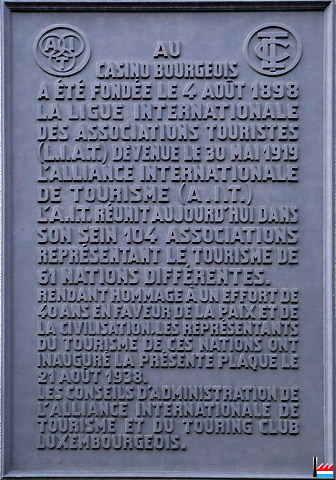 AIT
TCL
AU
CASINO BOURGEOIS
A ÉTÉ FONDÉE LE 4 AOÛT 1898
LA LIGUE INTERNATIONALE
DES ASSOCIATIONS TOURISTES
(L.I.A.T.) DEVENUE LE 30 MAI 1919
L'ALLIANCE INTERNATIONALE
DE TOURISME (A.I.T.)
L'A.I.T. RÉUNIT AUJOURD'HUI DANS
SON SEIN 104 ASSOCIATIONS
REPRÉSENTANT LE TOURISME DE
61 NATIONS DIFFÉRENTES.
RENDANT HOMMAGE À UN EFFORT DE
40 ANS EN FAVEUR DE LA PAIX ET DE
LA CIVILISATION, LES REPRÉSENTANTS
DU TOURISME DE CES NATIONS ONT
INAUGURÉ LA PRÉSENTE PLAQUE LE
21 AOÛT 1938.
LES CONSEILS D'ADMINISTRATION DE
L'ALLIANCE INTERNATIONALE DE
TOURISME ET DU TOURING CLUB
LUXEMBOURGEOIS.